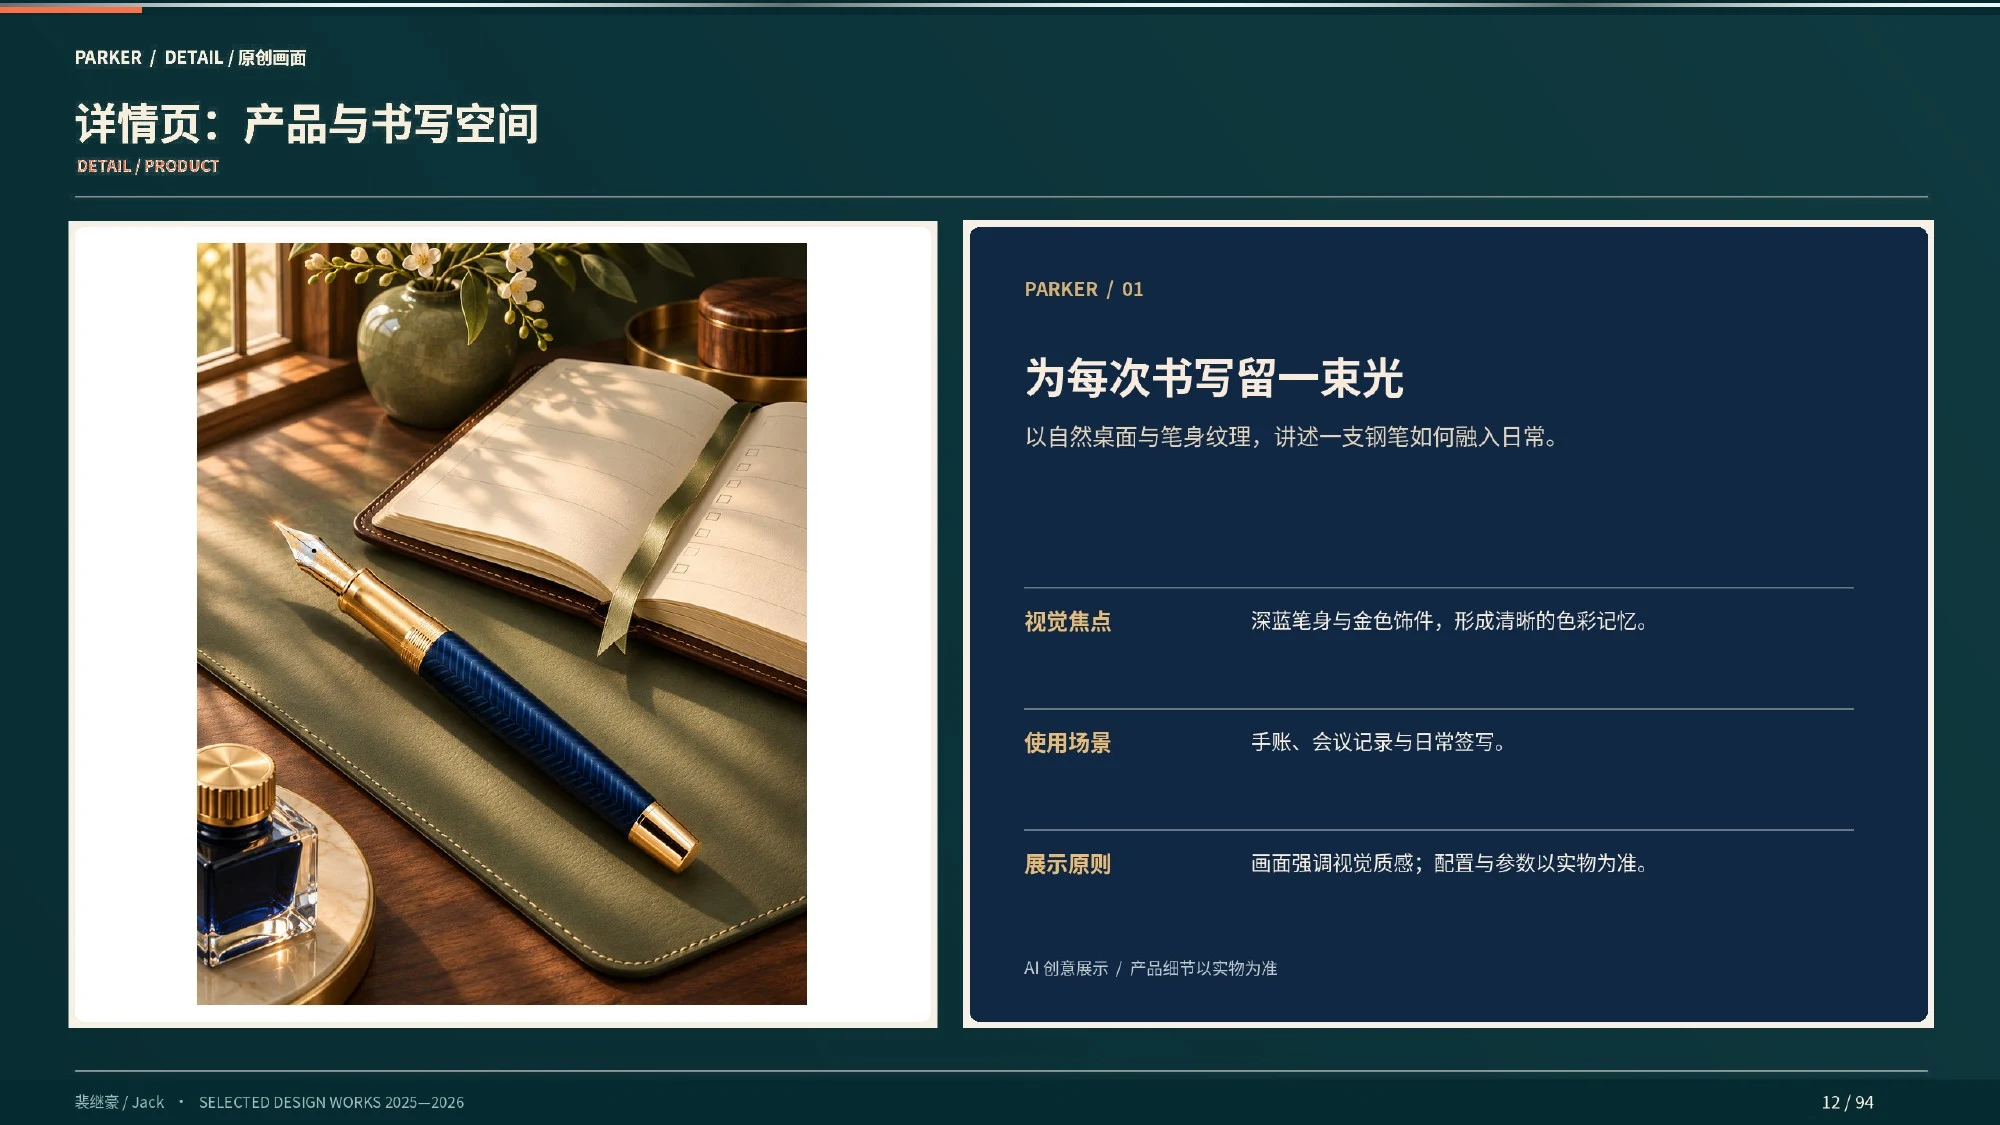 PARKER / DETAIL / 原创画面
详情页：产品与书写空间
DETAIL / PRODUCT
PARKER / 01
为每次书写留一束光
以自然桌面与笔身纹理，讲述一支钢笔如何融入日常。
视觉焦点 深蓝笔身与金色饰件，形成清晰的色彩记忆。
使用场景 手账、会议记录与日常签写。
展示原则 画面强调视觉质感；配置与参数以实物为准。
AI 创意展示 / 产品细节以实物为准
裴继豪 / Jack · SELECTED DESIGN WORKS 2025—2026
12 / 94